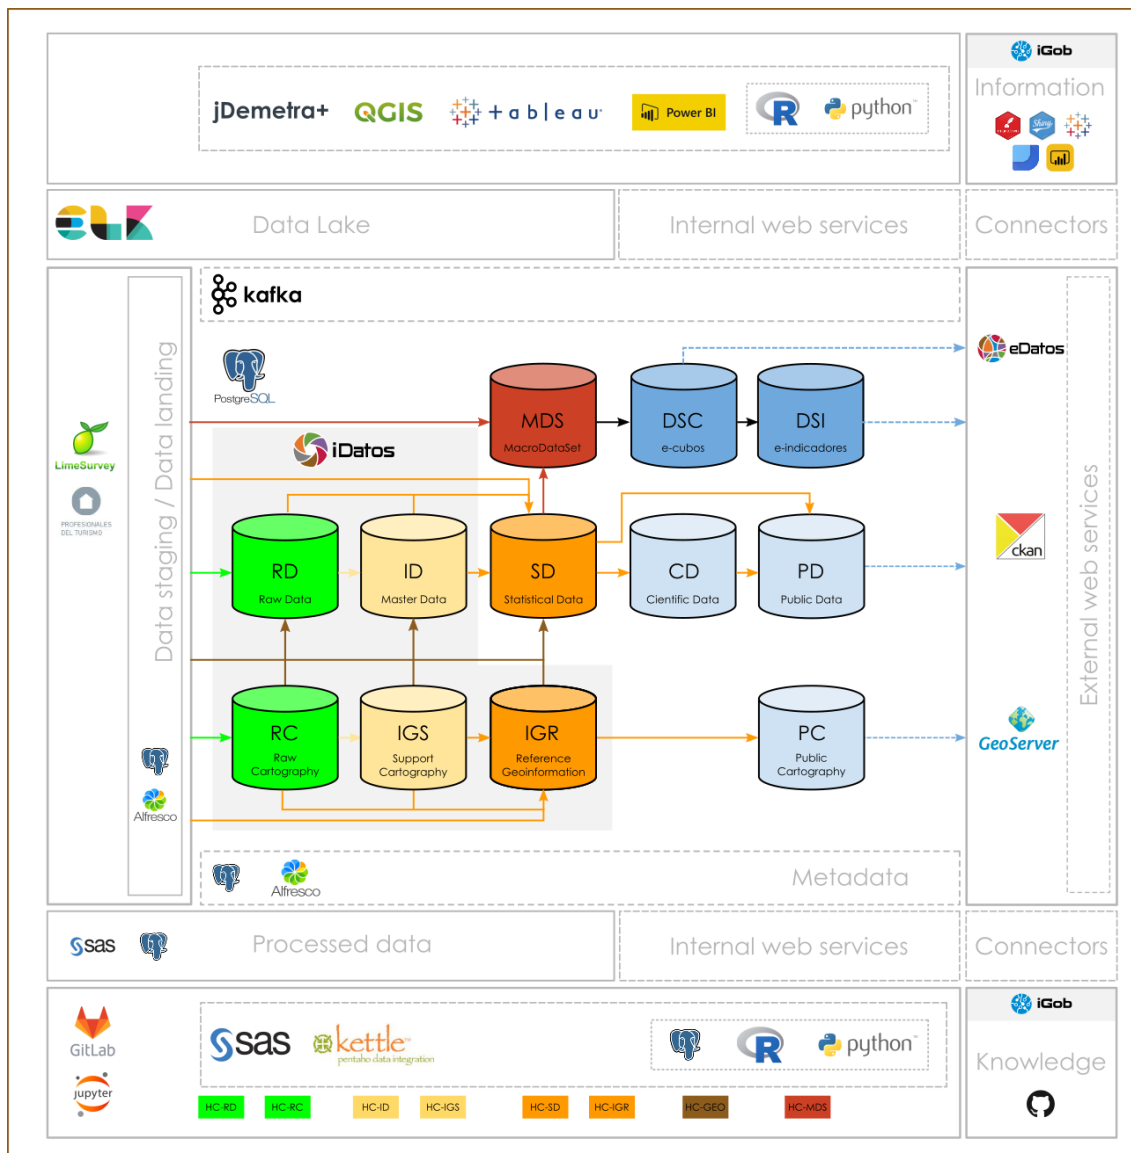 iGob
Information
jDemetra+
QGIS
+ableau
Power BI
R
python
Shiny
Data Lake
Internal web services
Connectors
kafka
Data staging / Data landing
External web services
PostgreSQL
eDatos
MDS
MacroDataSet
DSC
e-cubos
DSI
e-indicadores
LimeSurvey
iDatos
PROFESIONALES
DEL TURISMO
RD
Raw Data
ID
Master Data
SD
Statistical Data
CD
Cientific Data
PD
Public Data
ckan
RC
Raw
Cartography
IGS
Support
Cartography
IGR
Reference
Geoinformation
PC
Public
Cartography
GeoServer
Alfresco
Alfresco
Metadata
sas
Processed data
Internal web services
Connectors
GitLab
sas
kettle
pentaho data integration
R
python
iGob
Knowledge
jupyter
HC-RD
HC-RC
HC-ID
HC-IGS
HC-SD
HC-IGR
HC-GEO
HC-MDS